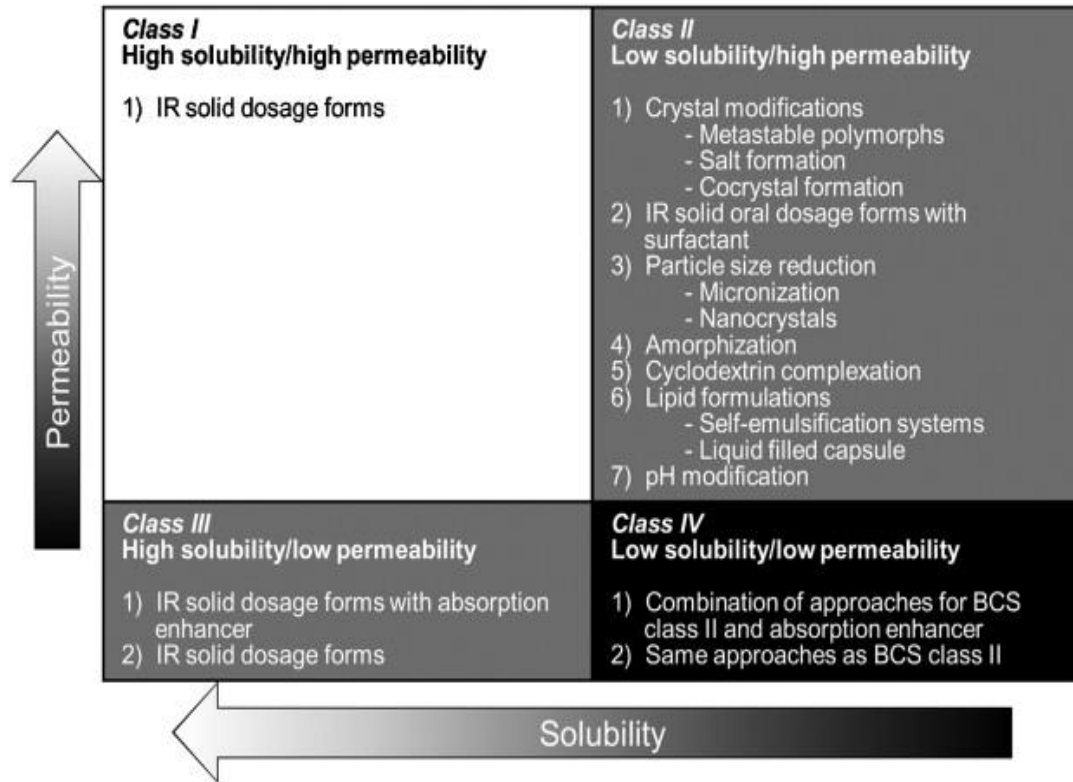 Class I
High solubility/high permeability
1) IR solid dosage forms
Class II
Low solubility/high permeability
1) Crystal modifications
- Metastable polymorphs
- Salt formation
- Cocrystal formation
2) IR solid oral dosage forms with
surfactant
3) Particle size reduction
- Micronization
- Nanocrystals
4) Amorphization
5) Cyclodextrin complexation
6) Lipid formulations
- Self-emulsification systems
- Liquid filled capsule
7) pH modification
Permeability
Class III
High solubility/low permeability
1) IR solid dosage forms with absorption
enhancer
2) IR solid dosage forms
Class IV
Low solubility/low permeability
1) Combination of approaches for BCS
class II and absorption enhancer
2) Same approaches as BCS class II
Solubility